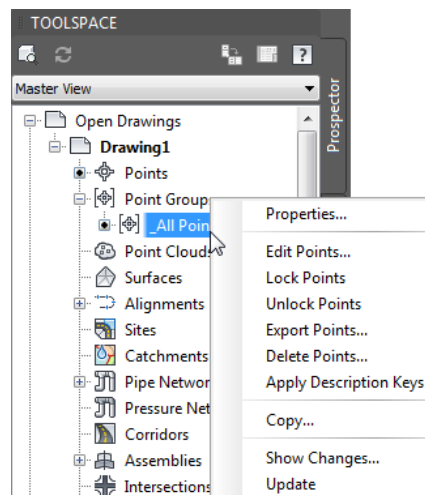 TOOLSPACE
?
Master View
Open Drawings
Drawing1
Points
Point Group
_All Poin
Point Clouds
Surfaces
Alignments
Sites
Catchments
Pipe Networ
Pressure Net
Corridors
Assemblies
Intersections
Prospector
Properties...
Edit Points...
Lock Points
Unlock Points
Export Points...
Delete Points...
Apply Description Keys
Copy...
Show Changes...
Update